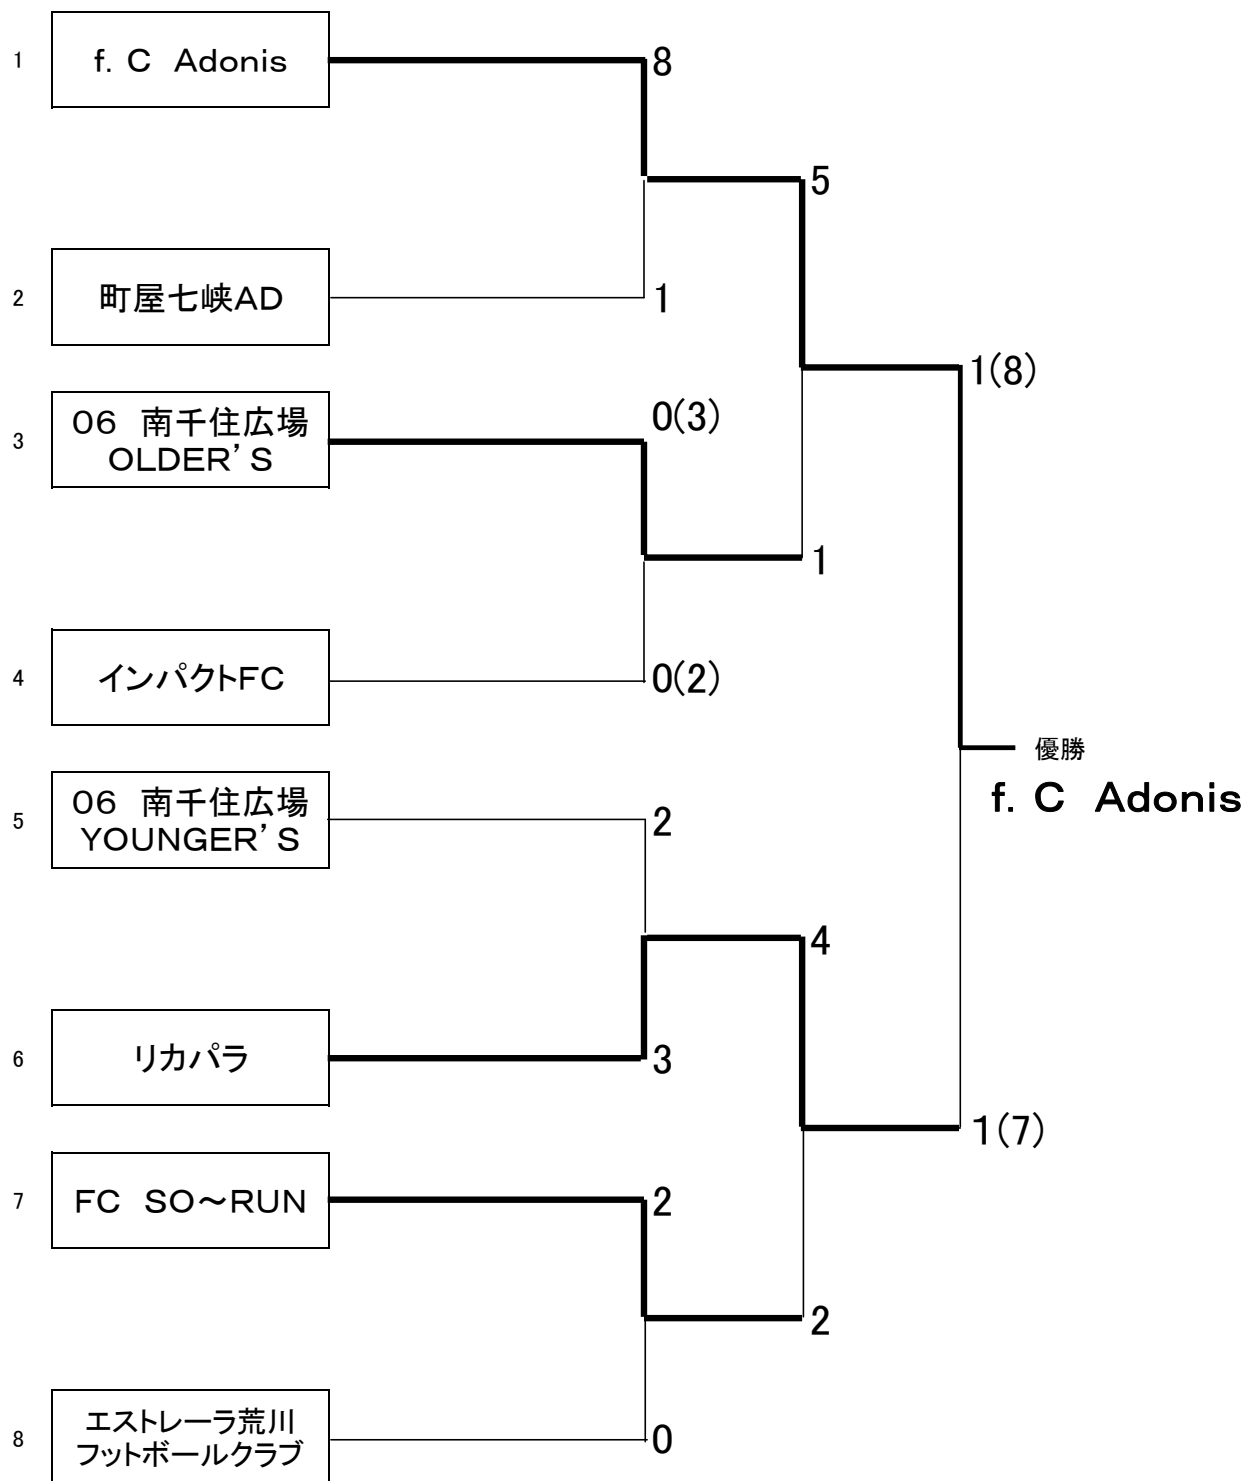 1
f. C Adonis
8
5
2
町屋七峡AD
1
1(8)
3
06 南千住広場
OLDER'S
0(3)
1
4
インパクトFC
0(2)
優勝
f. C Adonis
5
06 南千住広場
YOUNGER'S
2
4
6
リカパラ
3
1(7)
7
FC SO～RUN
2
2
8
エストレーラ荒川
フットボールクラブ
0